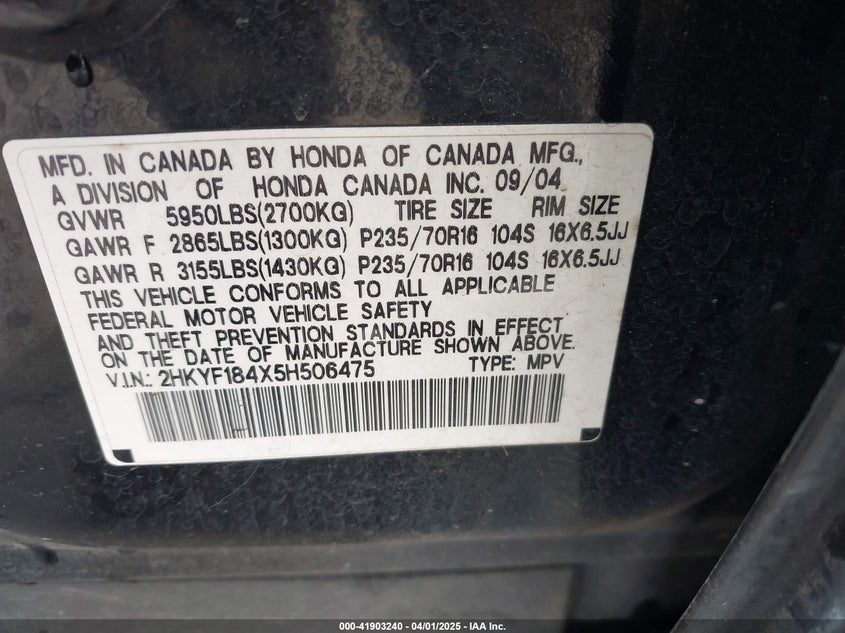 MFD. IN CANADA BY HONDA OF CANADA MFG.,
A DIVISION OF HONDA CANADA INC. 09/04
GVWR 5950LBS(2700KG) TIRE SIZE RIM SIZE
GAWR F 2865LBS(1300KG) P235/70R16 104S 16X6.5JJ
GAWR R 3155LBS(1430KG) P235/70R16 104S 16X6.5JJ
THIS VEHICLE CONFORMS TO ALL APPLICABLE
FEDERAL MOTOR VEHICLE SAFETY
AND THEFT PREVENTION STANDARDS IN EFFECT
ON THE DATE OF MANUFACTURE SHOWN ABOVE.
V.I.N.: 2HKYF184X5H506475 TYPE: MPV
000-41903240 - 04/01/2025 - IAA Inc.